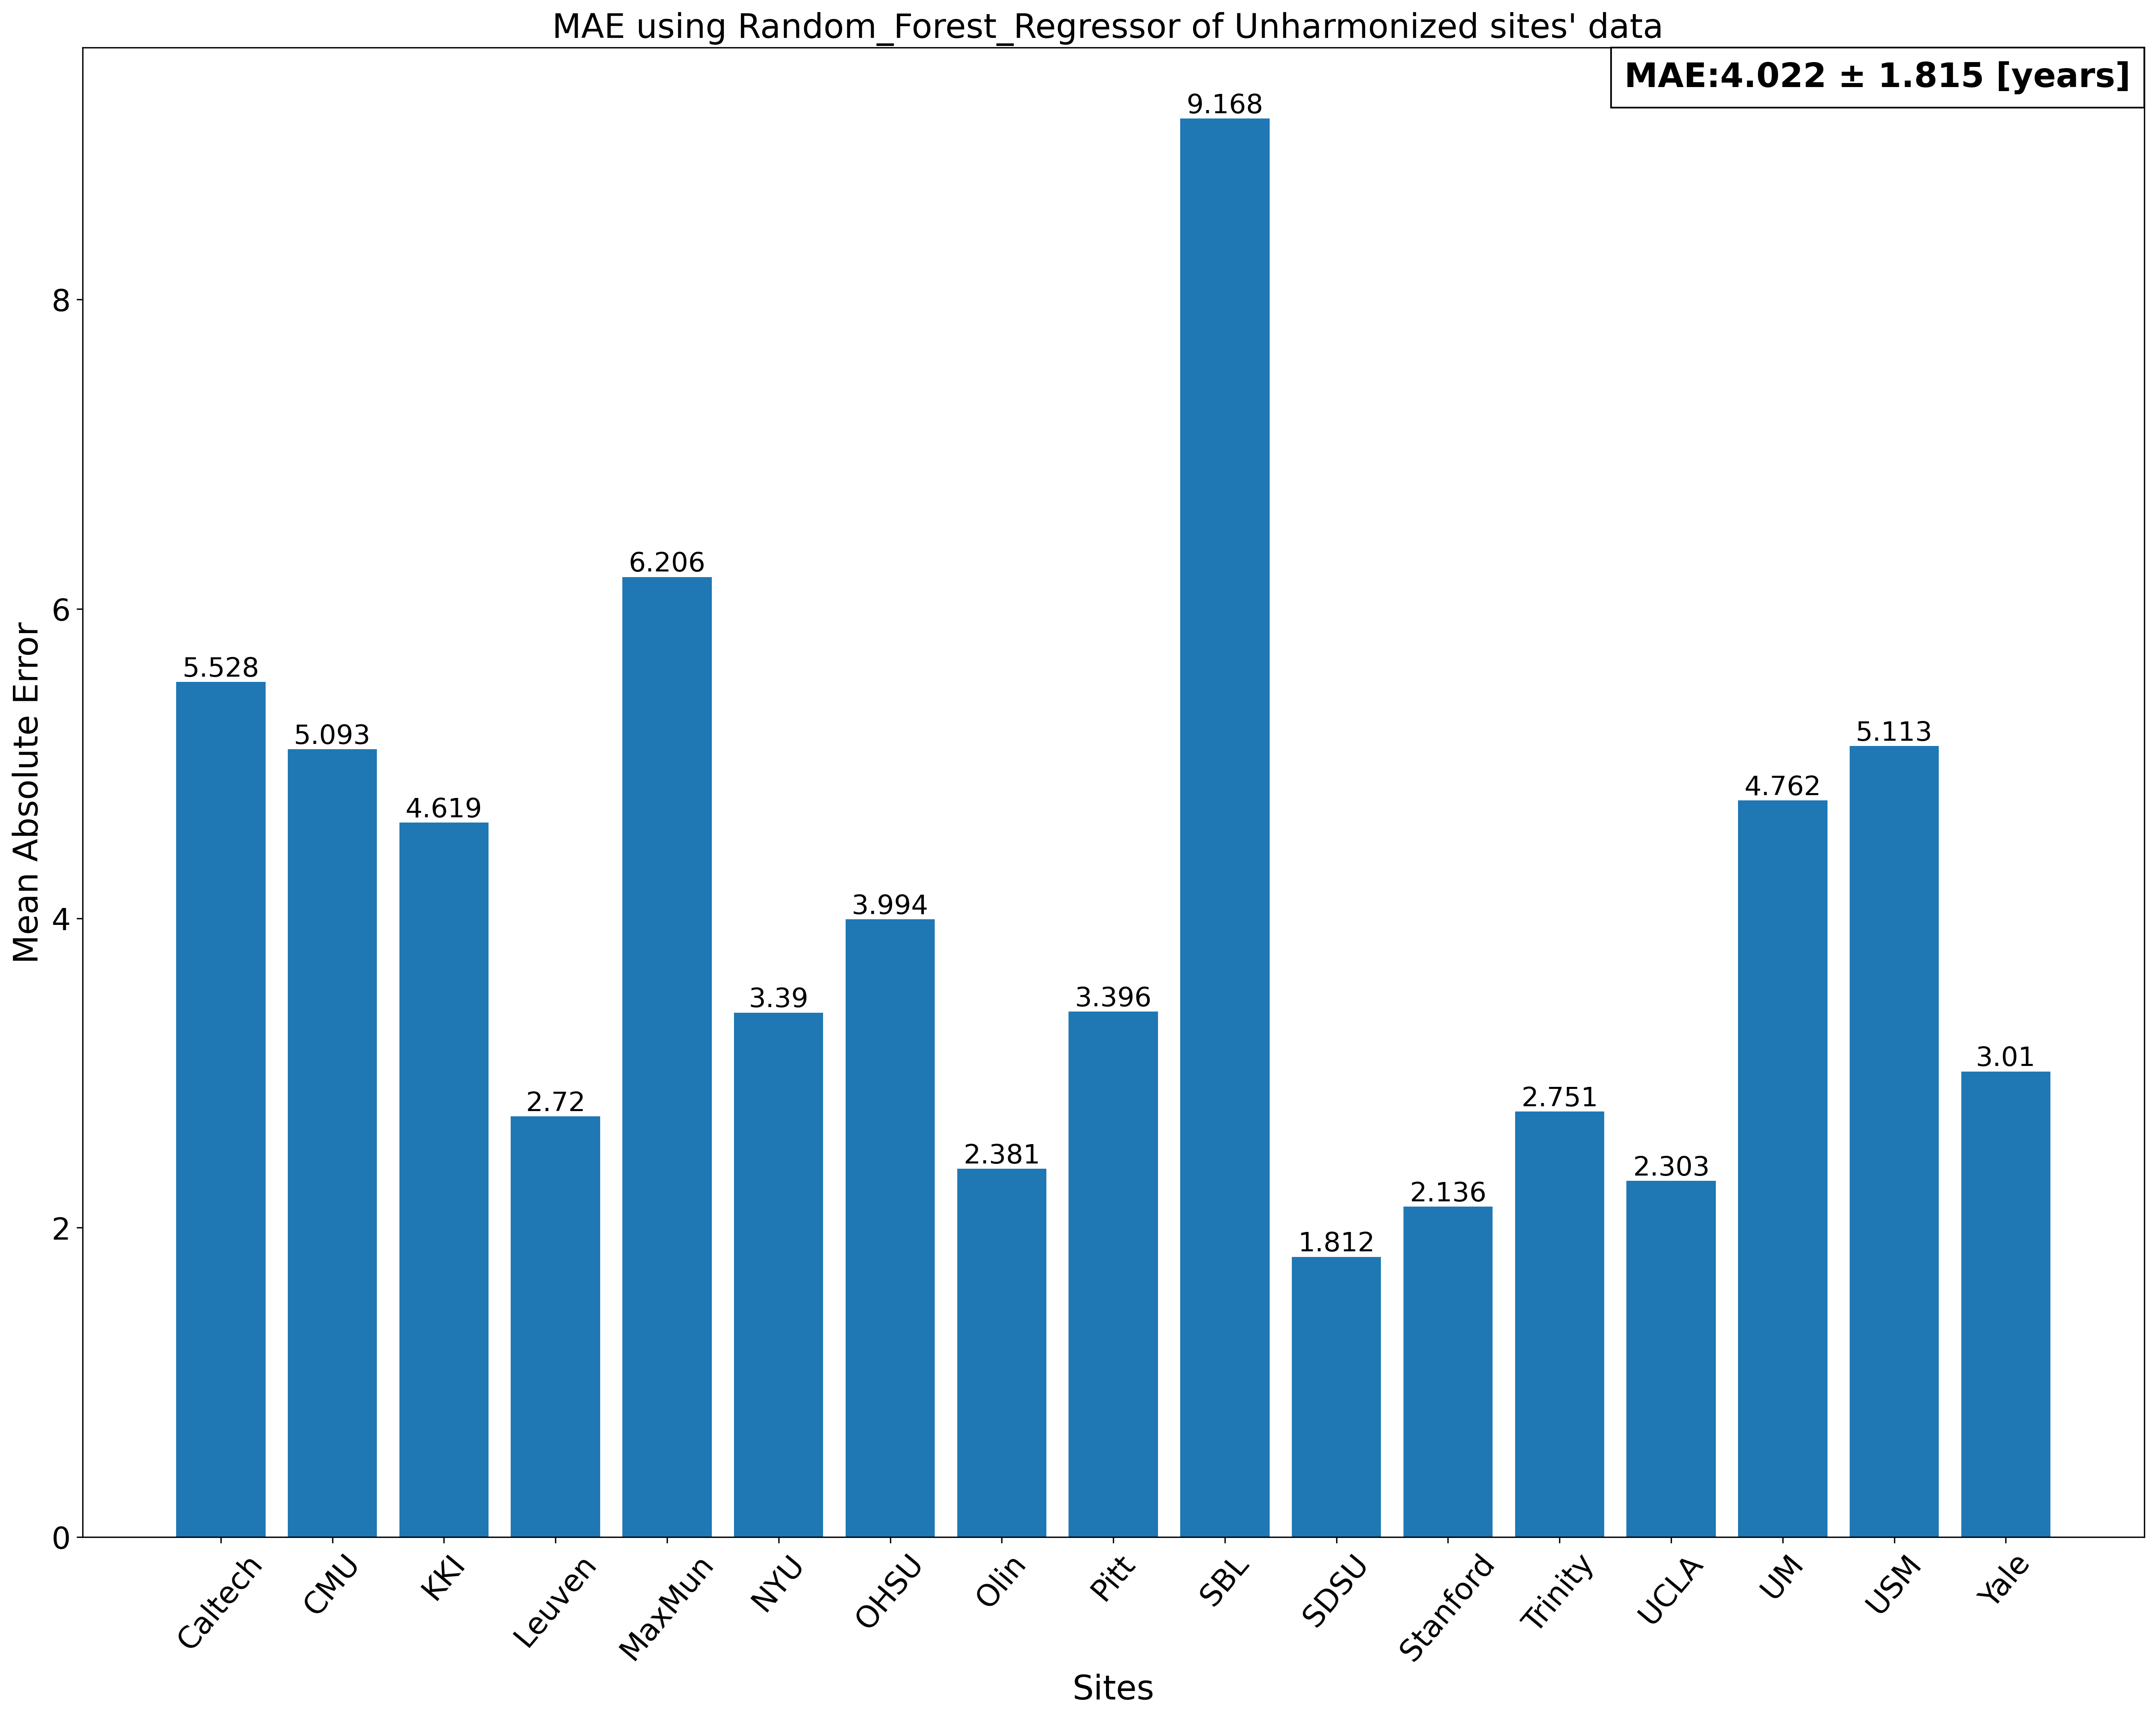 MAE using Random_Forest_Regressor of Unharmonized sites' data
MAE:4.022 ± 1.815 [years]
9.168
8
6.206
6
5.528
5.113
5.093
4.762
4.619
Mean Absolute Error
4
3.994
3.39
3.396
3.01
2.72
2.751
2.381
2.303
2.136
2
1.812
0
Caltech
CMU
KKI
Leuven
MaxMun
NYU
OHSU
Olin
Pitt
SBL
SDSU
Stanford
Trinity
UCLA
UM
USM
Yale
Sites